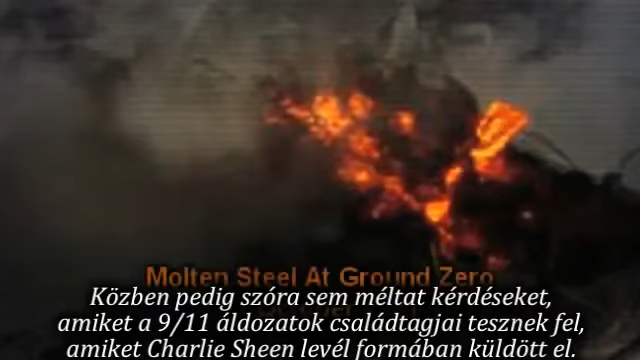 Molten Steel At Ground Zero
Közben pedig szóra sem méltat kérdéseket,
amiket a 9/11 áldozatok családtagjai tesznek fel,
amiket Charlie Sheen levél formában küldött el.